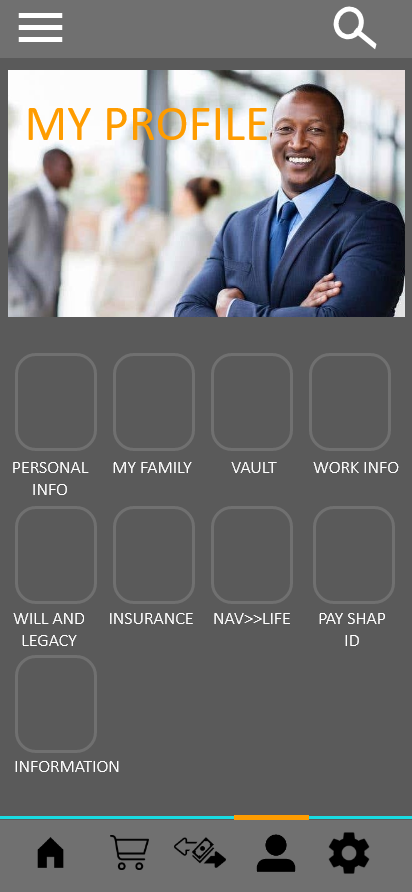 MY PROFILE
PERSONAL
INFO
MY FAMILY
VAULT
WORK INFO
WILL AND
LEGACY
INSURANCE
NAV>>LIFE
PAY SHAP
ID
INFORMATION